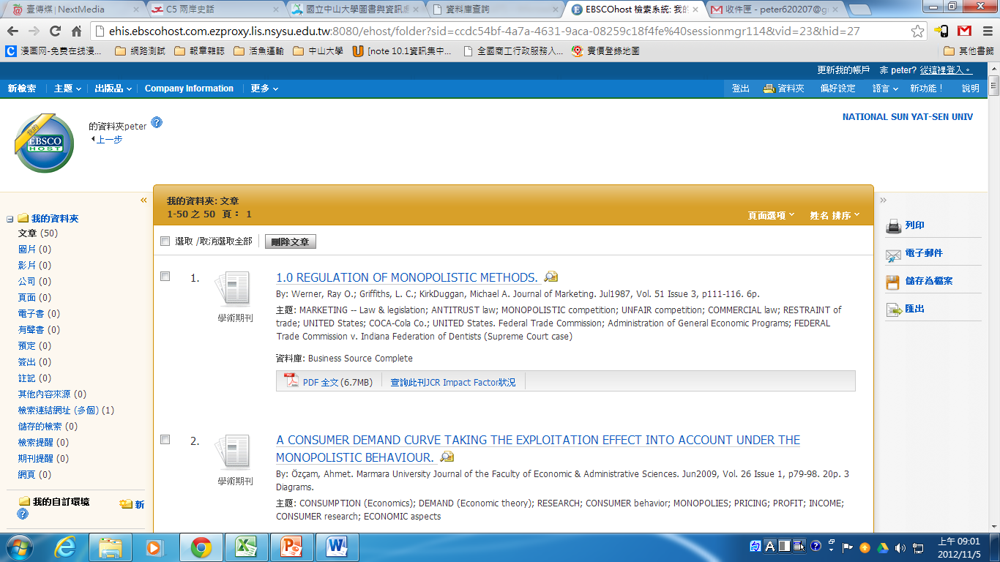 壹傳媒 | NextMedia
C5 兩岸史話
國立中山大學圖書與資訊處
資料庫查詢
EBSCOhost 檢索系統: 我的
收件匣 - peter620207@g
ehis.ebscohost.com.ezproxy.lis.nsysu.edu.tw:8080/ehost/folder?sid=ccdc54bf-4a7a-4631-9aca-08259c18f4fe%40sessionmgr114&vid=23&hid=27
漫画网-免费在线漫...
網路測試
報章雜誌
活魚運輸
中山大學
[note 10.1資訊集中...
全國商工行政服務入...
實價登錄地圖
其他書籤
更新我的帳戶 非 peter? 從這裡登入。
新檢索 主題 出版品 Company Information 更多
登出 資料夾 偏好設定 語言 新功能！ 說明
我的
EBSCO
HOST
的資料夾peter
上一步
NATIONAL SUN YAT-SEN UNIV
我的資料夾
文章 (50)
圖片 (0)
影片 (0)
公司 (0)
頁面 (0)
電子書 (0)
有聲書 (0)
預定 (0)
簽出 (0)
註記 (0)
其他內容來源 (0)
檢索連結網址 (多個) (1)
儲存的檢索 (0)
檢索提醒 (0)
期刊提醒 (0)
網頁 (0)
我的自訂環境 新
我的資料夾: 文章
1-50 之 50 頁： 1
頁面選項 姓名 排序
選取 /取消選取全部 刪除文章
1.
學術期刊
1.0 REGULATION OF MONOPOLISTIC METHODS.
By: Werner, Ray O.; Griffiths, L. C.; KirkDuggan, Michael A. Journal of Marketing. Jul1987, Vol. 51 Issue 3, p111-116. 6p.
主題: MARKETING -- Law & legislation; ANTITRUST law; MONOPOLISTIC competition; UNFAIR competition; COMMERCIAL law; RESTRAINT of
trade; UNITED States; COCA-Cola Co.; UNITED States. Federal Trade Commission; Administration of General Economic Programs; FEDERAL
Trade Commission v. Indiana Federation of Dentists (Supreme Court case)
資料庫: Business Source Complete
PDF 全文 (6.7MB) 查詢此刊JCR Impact Factor狀況
2.
學術期刊
A CONSUMER DEMAND CURVE TAKING THE EXPLOITATION EFFECT INTO ACCOUNT UNDER THE
MONOPOLISTIC BEHAVIOUR.
By: Özçam, Ahmet. Marmara University Journal of the Faculty of Economic & Administrative Sciences. Jun2009, Vol. 26 Issue 1, p79-98. 20p. 3
Diagrams.
主題: CONSUMPTION (Economics); DEMAND (Economic theory); RESEARCH; CONSUMER behavior; MONOPOLIES; PRICING; PROFIT; INCOME;
CONSUMER research; ECONOMIC aspects
列印
電子郵件
儲存為檔案
匯出
上午 09:01
2012/11/5